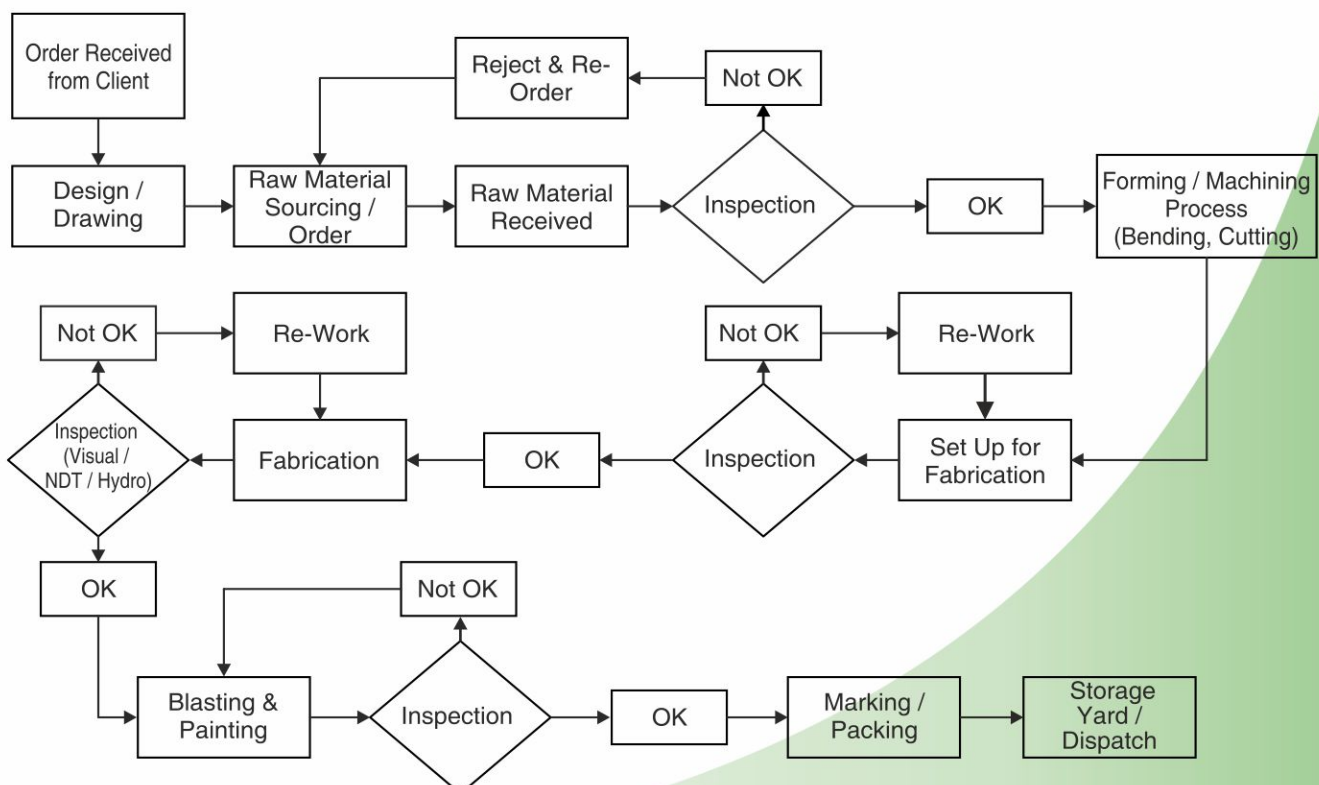 Order Received
from Client
Reject & Re-
Order
Not OK
Design /
Drawing
Raw Material
Sourcing /
Order
Raw Material
Received
Inspection
OK
Forming / Machining
Process
(Bending, Cutting)
Not OK
Re-Work
Not OK
Re-Work
Inspection
(Visual /
NDT / Hydro)
Fabrication
OK
Inspection
Set Up for
Fabrication
OK
Not OK
Blasting &
Painting
Inspection
OK
Marking /
Packing
Storage
Yard /
Dispatch